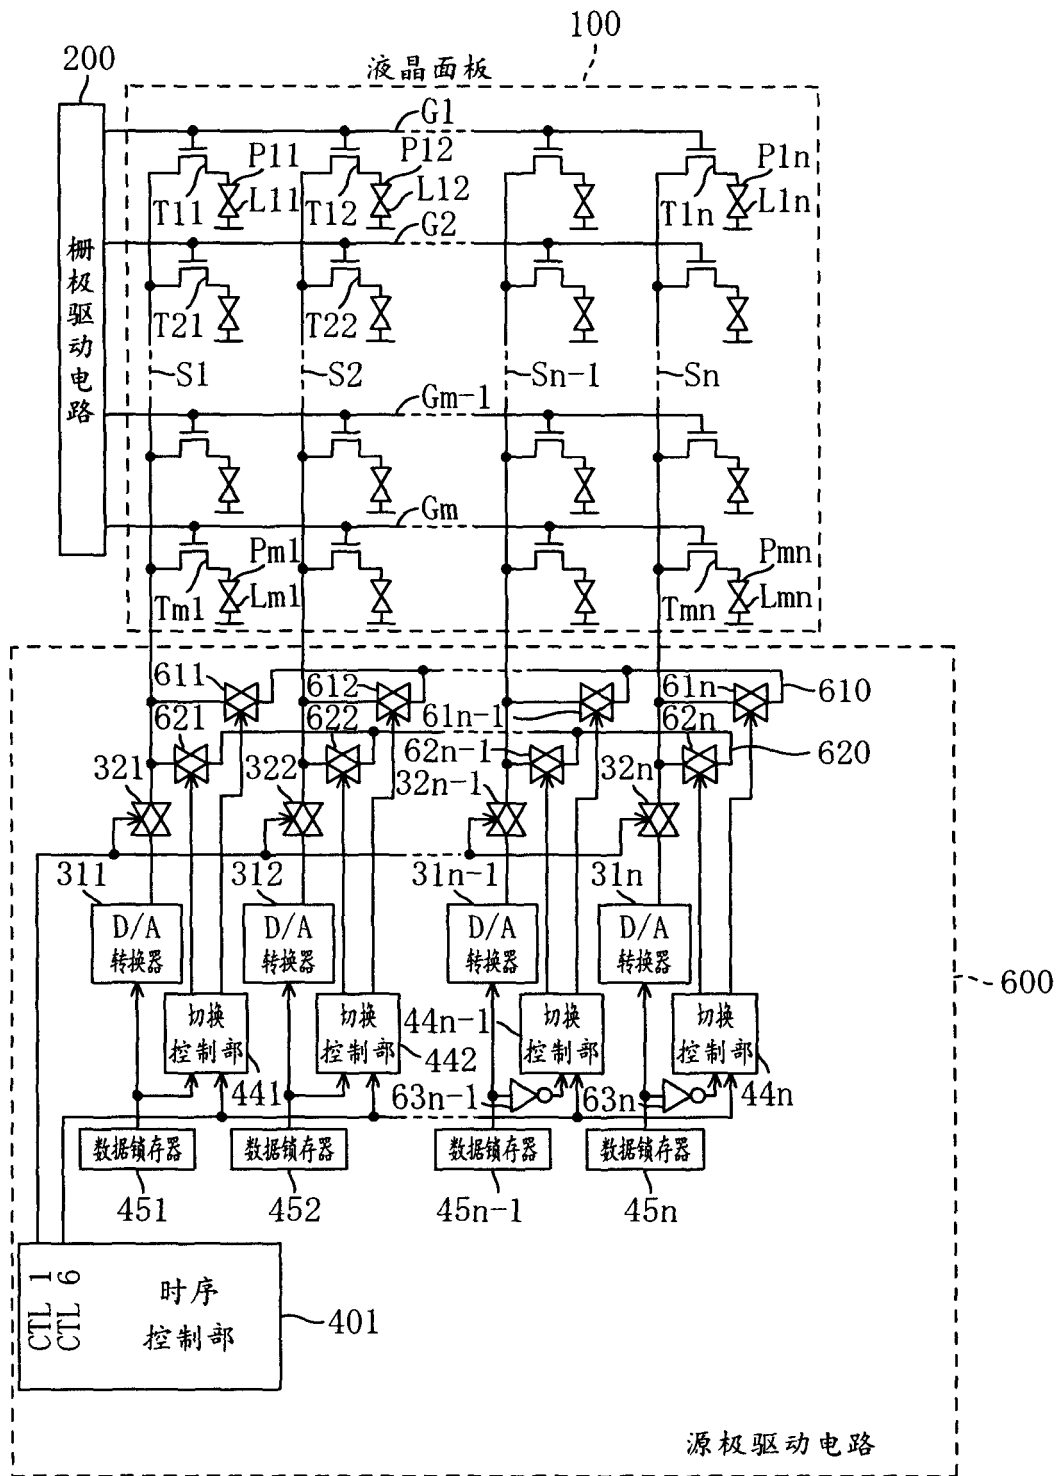 100
200
液晶面板
G1
P11
P12
P1n
L11
L12
L1n
T11
T12
T1n
G2
栅极驱动电路
T21
T22
S1
S2
Sn-1
Sn
Gm-1
Gm
Pm1
Pmn
Tm1
Lm1
Tmn
Lmn
611
612
61n
610
61n-1
621
622
62n-1
62n
620
321
322
32n-1
32n
311
312
31n-1
31n
D/A
转换器
D/A
转换器
D/A
转换器
D/A
转换器
600
切换
控制部
切换
控制部
44n-1
切换
控制部
切换
控制部
441
442
63n-1
63n
44n
数据锁存器
数据锁存器
数据锁存器
数据锁存器
451
452
45n-1
45n
CTL 1
CTL 6
时序
控制部
401
源极驱动电路